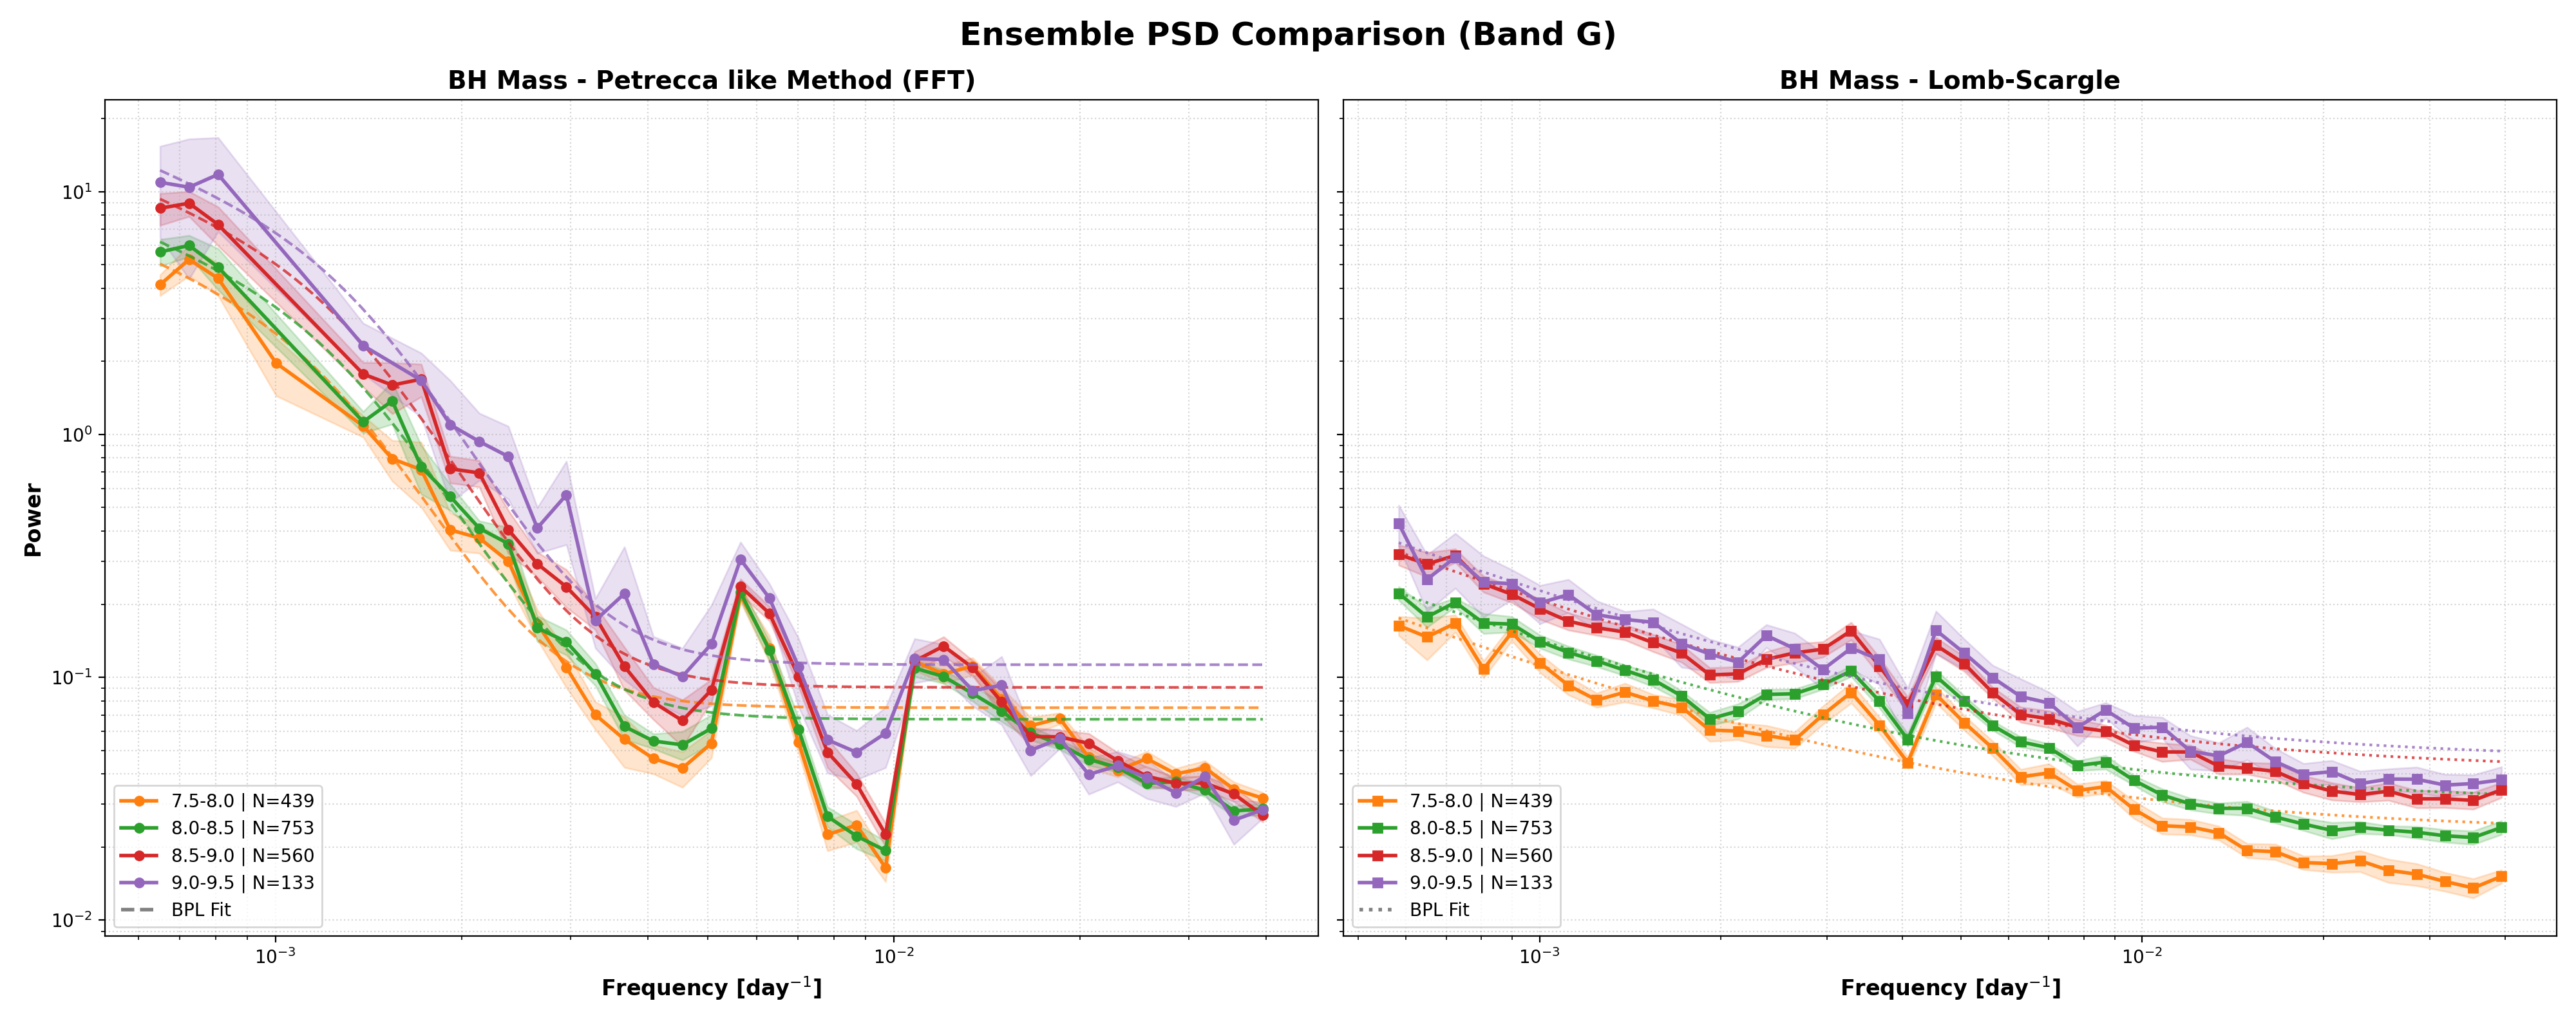 Ensemble PSD Comparison (Band G)
BH Mass - Petrecca like Method (FFT)
Power
10¹
10⁰
10⁻¹
10⁻²
7.5-8.0 | N=439
8.0-8.5 | N=753
8.5-9.0 | N=560
9.0-9.5 | N=133
BPL Fit
10⁻³
10⁻²
Frequency [day⁻¹]
BH Mass - Lomb-Scargle
7.5-8.0 | N=439
8.0-8.5 | N=753
8.5-9.0 | N=560
9.0-9.5 | N=133
BPL Fit
10⁻³
10⁻²
Frequency [day⁻¹]